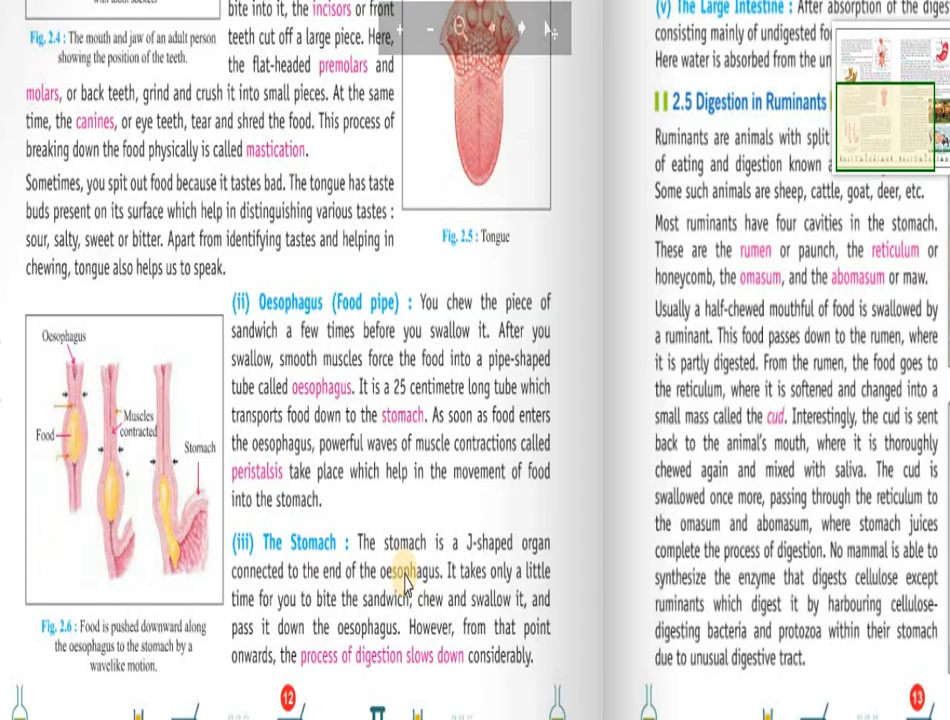 with tooth sockets
Fig. 2.4 : The mouth and jaw of an adult person
showing the position of the teeth.
bite into it, the incisors or front
teeth cut off a large piece. Here,
the flat-headed premolars and
molars, or back teeth, grind and crush it into small pieces. At the same
time, the canines, or eye teeth, tear and shred the food. This process of
breaking down the food physically is called mastication.
Sometimes, you spit out food because it tastes bad. The tongue has taste
buds present on its surface which help in distinguishing various tastes :
sour, salty, sweet or bitter. Apart from identifying tastes and helping in
chewing, tongue also helps us to speak.
Fig. 2.5 : Tongue
Oesophagus
Food
Muscles
contracted
Stomach
Fig. 2.6 : Food is pushed downward along
the oesophagus to the stomach by a
wavelike motion.
(ii) Oesophagus (Food pipe) : You chew the piece of
sandwich a few times before you swallow it. After you
swallow, smooth muscles force the food into a pipe-shaped
tube called oesophagus. It is a 25 centimetre long tube which
transports food down to the stomach. As soon as food enters
the oesophagus, powerful waves of muscle contractions called
peristalsis take place which help in the movement of food
into the stomach.
(iii) The Stomach : The stomach is a J-shaped organ
connected to the end of the oesophagus. It takes only a little
time for you to bite the sandwich, chew and swallow it, and
pass it down the oesophagus. However, from that point
onwards, the process of digestion slows down considerably.
12
(v) The Large Intestine : After absorption of the diges
consisting mainly of undigested
Here water is absorbed from the
2.5 Digestion in Ruminants
Ruminants are animals with split
of eating and digestion known
Some such animals are sheep, cattle, goat, deer, etc.
Most ruminants have four cavities in the stomach.
These are the rumen or paunch, the reticulum or
honeycomb, the omasum, and the abomasum or maw.
Usually a half-chewed mouthful of food is swallowed by
a ruminant. This food passes down to the rumen, where
it is partly digested. From the rumen, the food goes to
the reticulum, where it is softened and changed into a
small mass called the cud. Interestingly, the cud is sent
back to the animal's mouth, where it is thoroughly
chewed again and mixed with saliva. The cud is
swallowed once more, passing through the reticulum to
the omasum and abomasum, where stomach juices
complete the process of digestion. No mammal is able to
synthesize the enzyme that digests cellulose except
ruminants which digest it by harbouring cellulose-
digesting bacteria and protozoa within their stomach
due to unusual digestive tract.
13